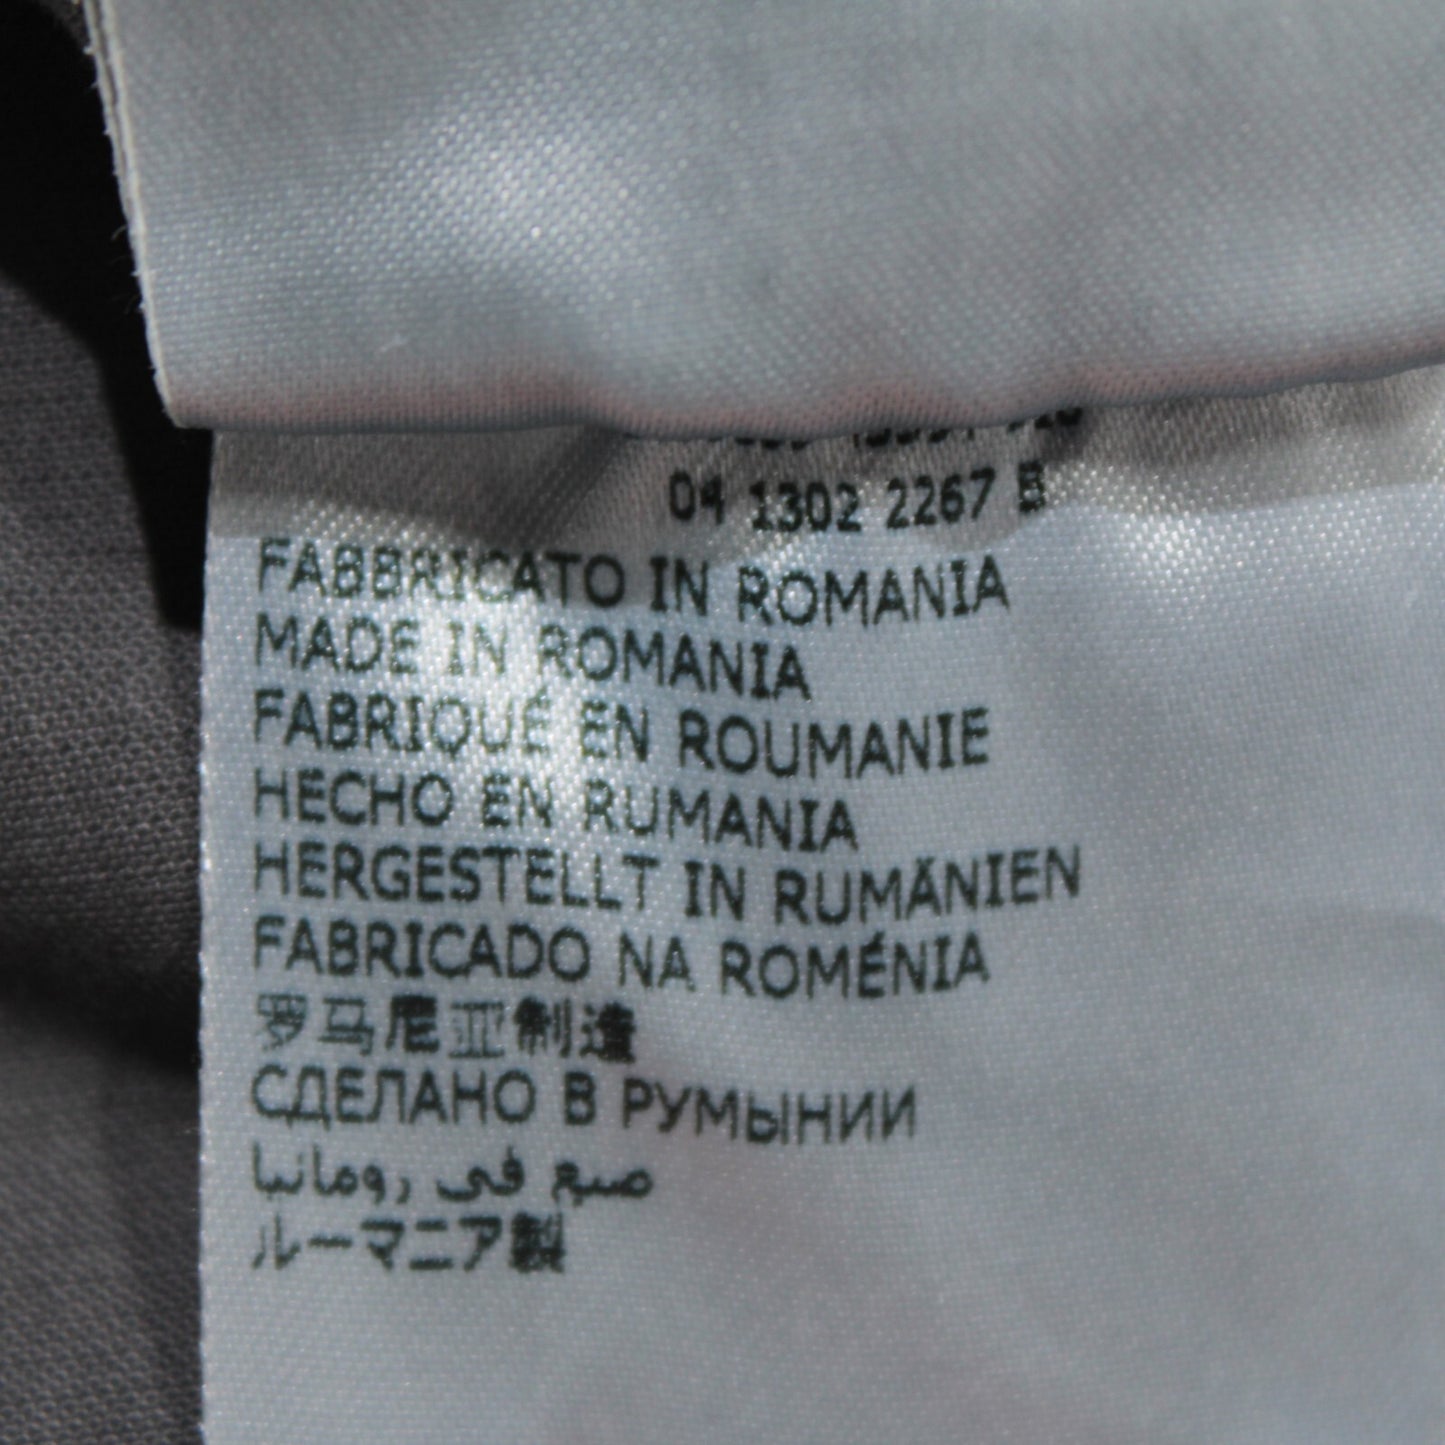 04 1302 2267 B
FABBRICATO IN ROMANIA
MADE IN ROMANIA
FABRIQUÉ EN ROUMANIE
HECHO EN RUMANIA
HERGESTELLT IN RUMÄNIEN
FABRICADO NA ROMÉNIA
罗马尼亚制造
СДЕЛАНО В РУМЫНИИ
صنع في رومانيا
ルーマニア製